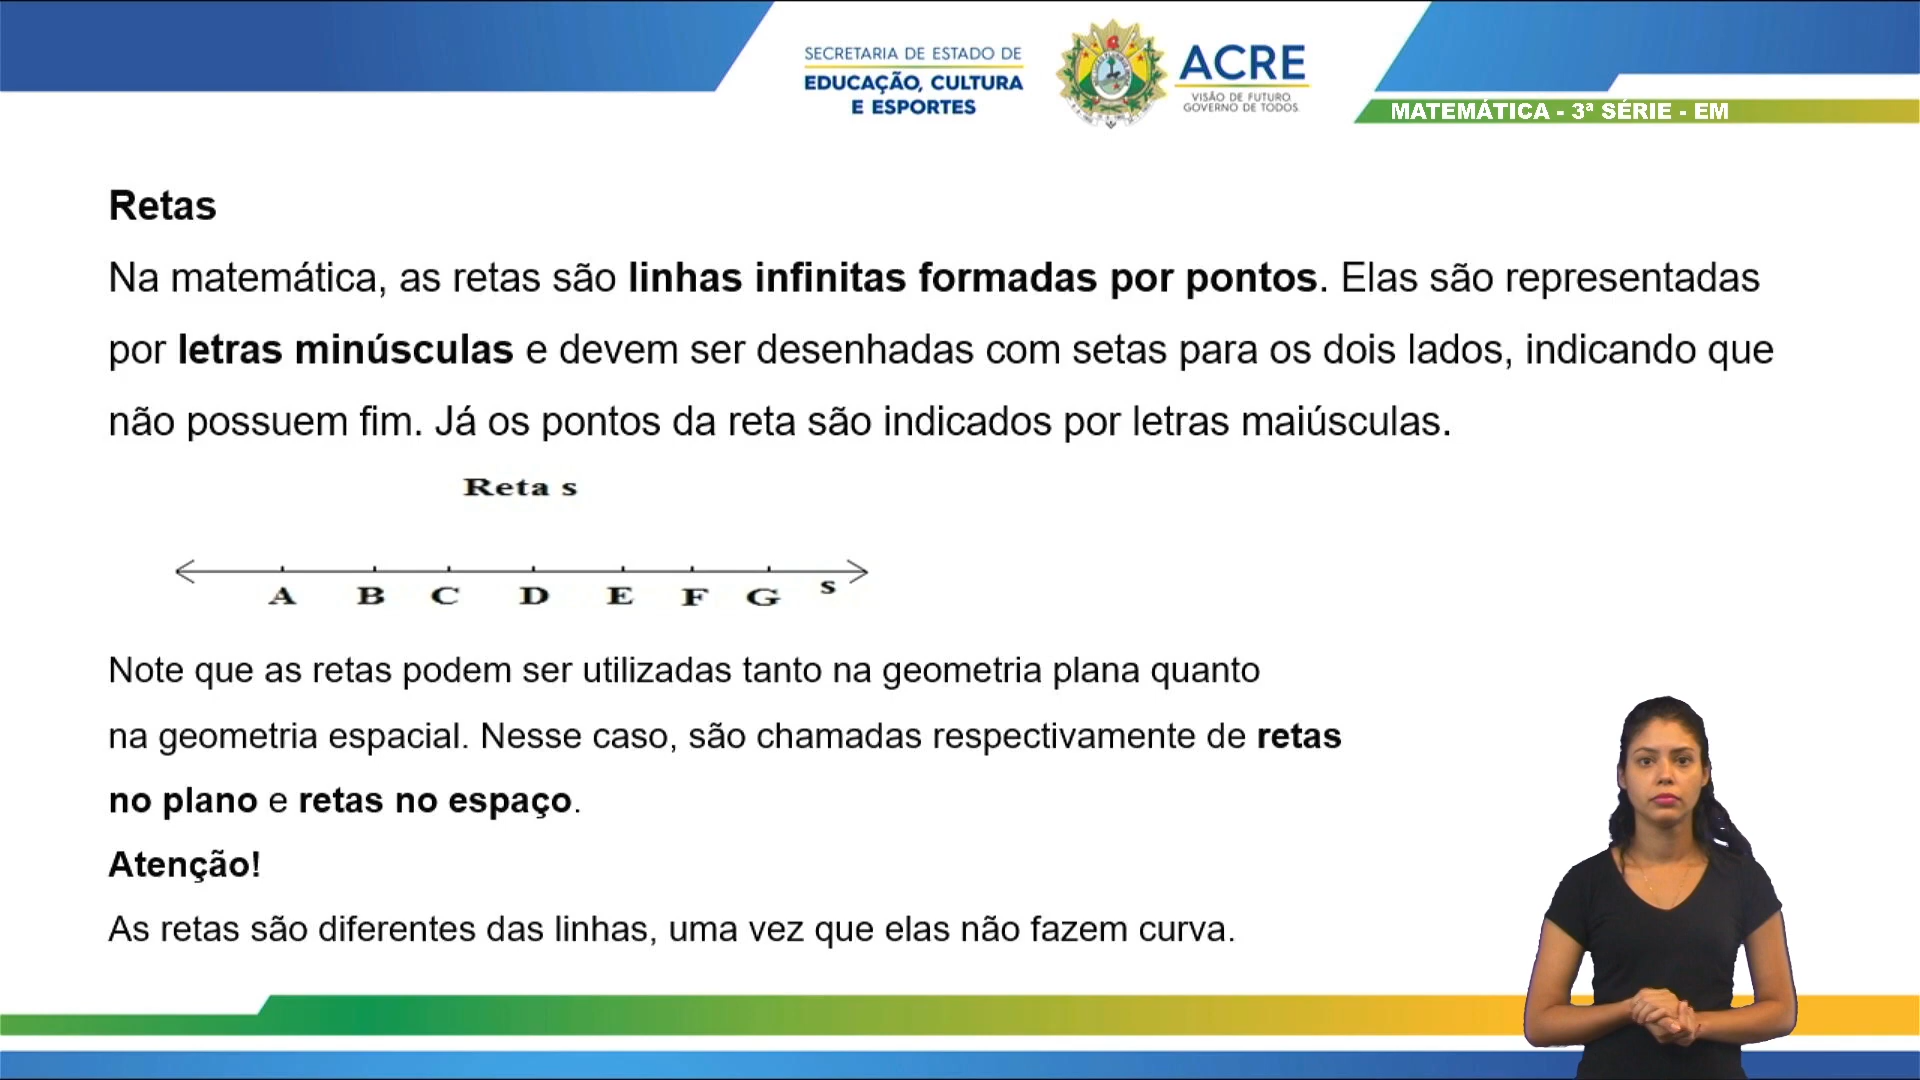 SECRETARIA DE ESTADO DE
EDUCAÇÃO, CULTURA
E ESPORTES
ACRE
VISÃO DE FUTURO.
GOVERNO DE TODOS.
MATEMÁTICA - 3ª SÉRIE - EM
Retas
Na matemática, as retas são linhas infinitas formadas por pontos. Elas são representadas
por letras minúsculas e devem ser desenhadas com setas para os dois lados, indicando que
não possuem fim. Já os pontos da reta são indicados por letras maiúsculas.
Reta s
A B C D E F G s
Note que as retas podem ser utilizadas tanto na geometria plana quanto
na geometria espacial. Nesse caso, são chamadas respectivamente de retas
no plano e retas no espaço.
Atenção!
As retas são diferentes das linhas, uma vez que elas não fazem curva.